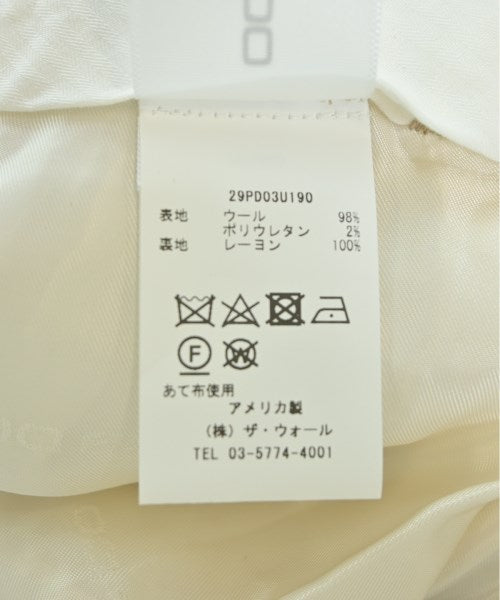 29PD03U190
表地 ウール 98%
ポリウレタン 2%
裏地 レーヨン 100%
F W
あて布使用
アメリカ製
(株) ザ・ウォール
TEL 03-5774-4001